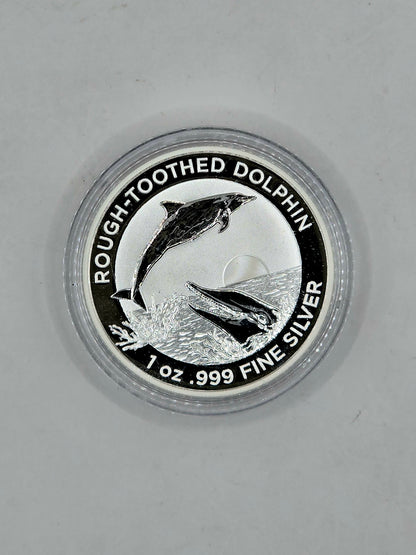 ROUGH-TOOTHED DOLPHIN
1 oz .999 FINE SILVER